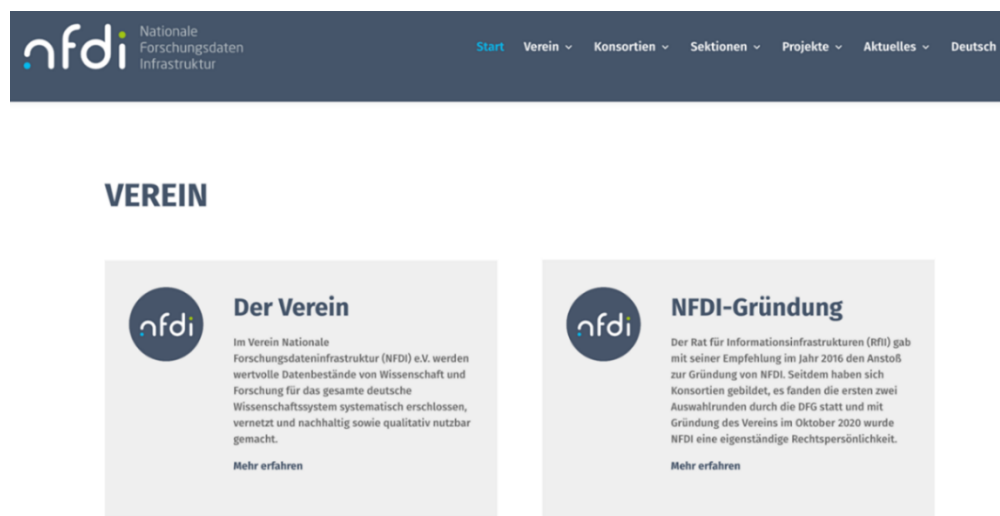 nfdi
Nationale
Forschungsdaten
Infrastruktur
Start Verein Konsortien Sektionen Projekte Aktuelles Deutsch
VEREIN
nfdi
Der Verein
Im Verein Nationale
Forschungsdateninfrastruktur (NFDI) e.V. werden
wertvolle Datenbestände von Wissenschaft und
Forschung für das gesamte deutsche
Wissenschaftssystem systematisch erschlossen,
vernetzt und nachhaltig sowie qualitativ nutzbar
gemacht.
Mehr erfahren
nfdi
NFDI-Gründung
Der Rat für Informationsinfrastrukturen (RfII) gab
mit seiner Empfehlung im Jahr 2016 den Anstoß
zur Gründung von NFDI. Seitdem haben sich
Konsortien gebildet, es fanden die ersten zwei
Auswahlrunden durch die DFG statt und mit
Gründung des Vereins im Oktober 2020 wurde
NFDI eine eigenständige Rechtspersönlichkeit.
Mehr erfahren